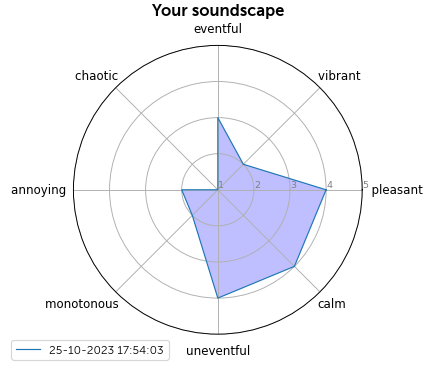 Your soundscape
eventful
chaotic
vibrant
annoying
1
2
3
4
5
pleasant
monotonous
calm
uneventful
25-10-2023 17:54:03